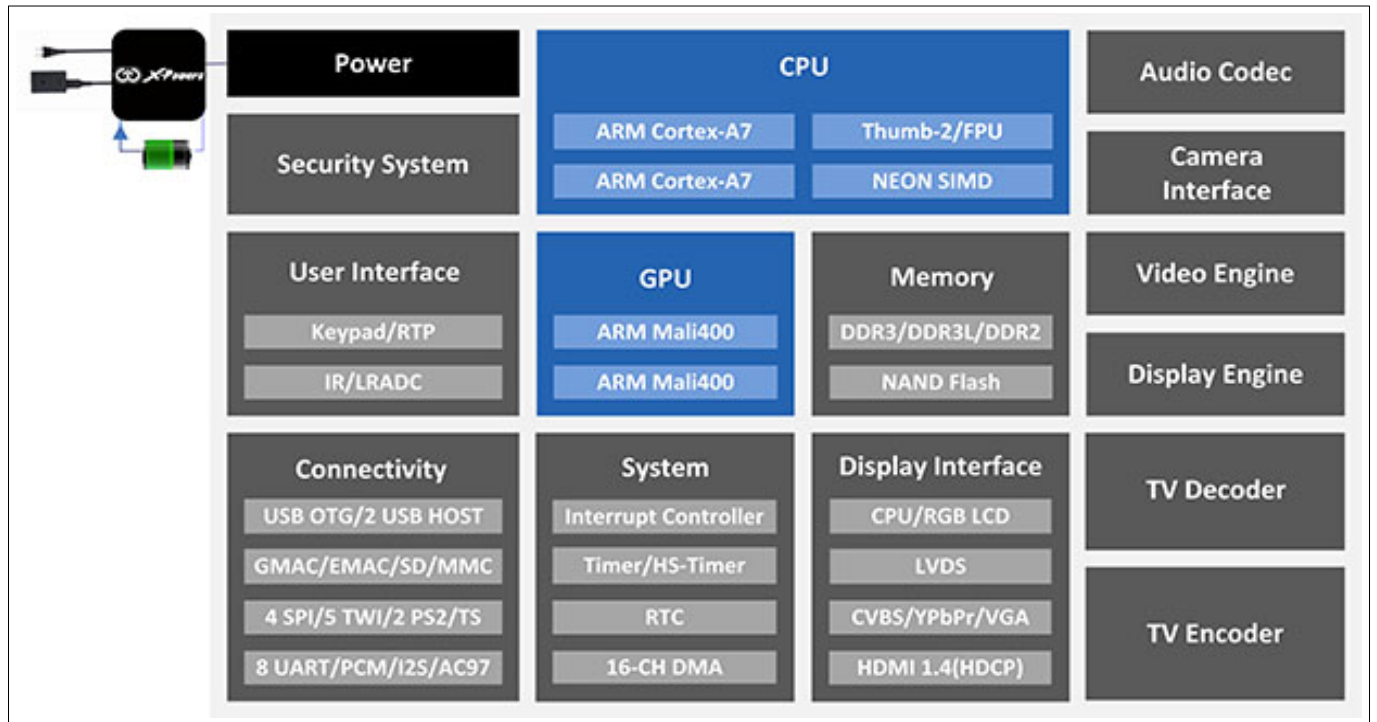 X-Powers
Power
Security System
CPU
ARM Cortex-A7
Thumb-2/FPU
ARM Cortex-A7
NEON SIMD
Audio Codec
Camera
Interface
User Interface
Keypad/RTP
IR/LRADC
GPU
ARM Mali400
ARM Mali400
Memory
DDR3/DDR3L/DDR2
NAND Flash
Video Engine
Display Engine
Connectivity
USB OTG/2 USB HOST
GMAC/EMAC/SD/MMC
4 SPI/5 TWI/2 PS2/TS
8 UART/PCM/I2S/AC97
System
Interrupt Controller
Timer/HS-Timer
RTC
16-CH DMA
Display Interface
CPU/RGB LCD
LVDS
CVBS/YPbPr/VGA
HDMI 1.4(HDCP)
TV Decoder
TV Encoder